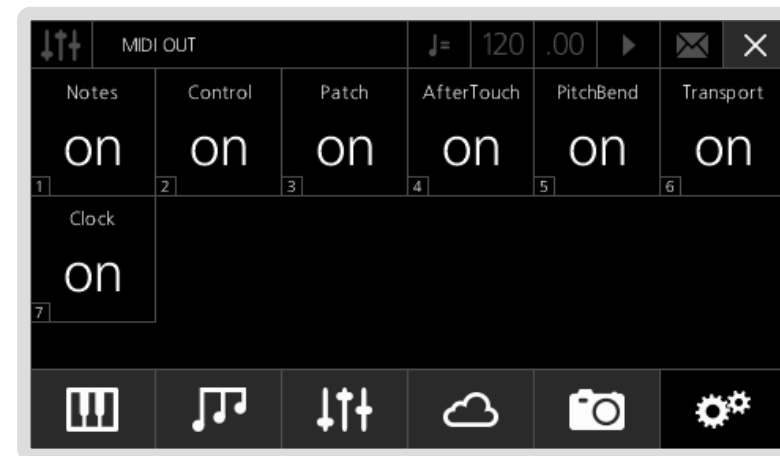 MIDI OUT ♩= 120 .00
Notes Control Patch AfterTouch PitchBend Transport
on on on on on on
1 2 3 4 5 6
Clock
on
7